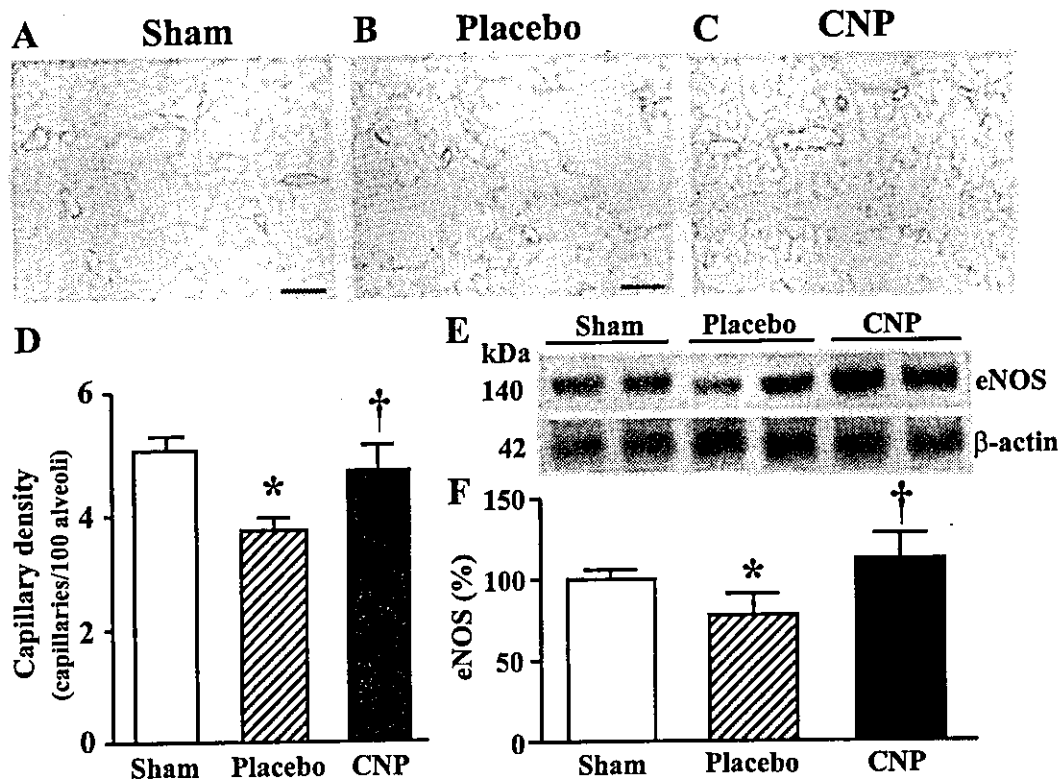 A Sham
B Placebo
C CNP
D
6
4
2
0
Capillary density
(capillaries/100 alveoli)
*
†
Sham Placebo CNP
E
Sham Placebo CNP
kDa
140
eNOS
42
β-actin
F
150
100
50
0
eNOS (%)
*
†
Sham Placebo CNP